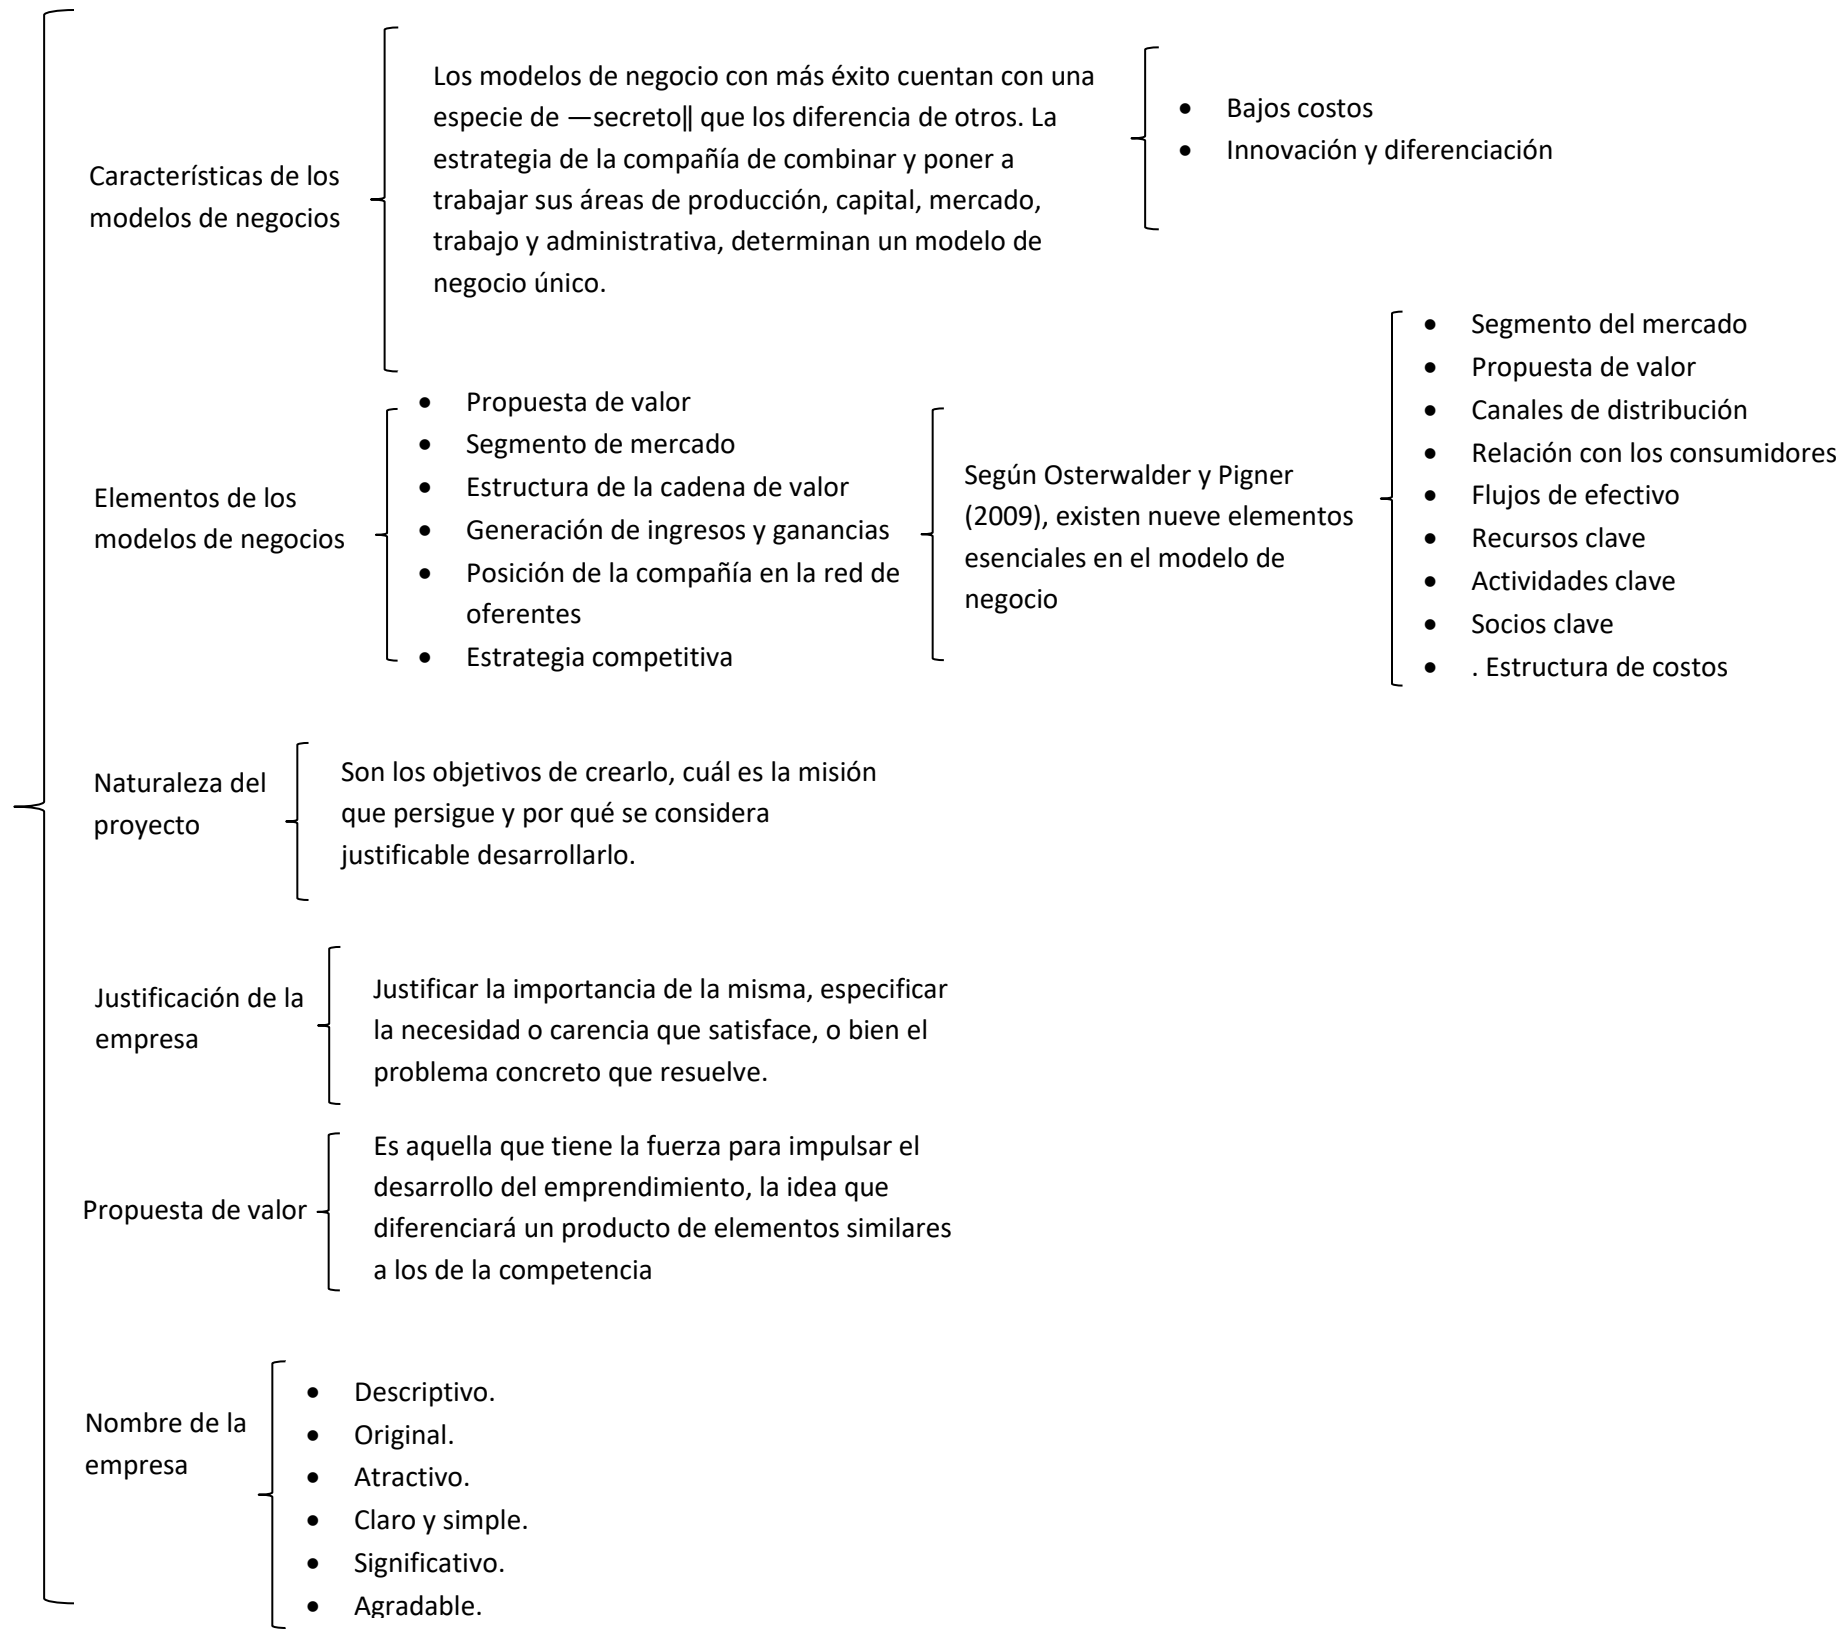 Características de los
modelos de negocios
Los modelos de negocio con más éxito cuentan con una
especie de ―secreto‖ que los diferencia de otros. La
estrategia de la compañía de combinar y poner a
trabajar sus áreas de producción, capital, mercado,
trabajo y administrativa, determinan un modelo de
negocio único.
• Bajos costos
• Innovación y diferenciación
Elementos de los
modelos de negocios
• Propuesta de valor
• Segmento de mercado
• Estructura de la cadena de valor
• Generación de ingresos y ganancias
• Posición de la compañía en la red de
oferentes
• Estrategia competitiva
Según Osterwalder y Pigner
(2009), existen nueve elementos
esenciales en el modelo de
negocio
• Segmento del mercado
• Propuesta de valor
• Canales de distribución
• Relación con los consumidores
• Flujos de efectivo
• Recursos clave
• Actividades clave
• Socios clave
• . Estructura de costos
Naturaleza del
proyecto
Son los objetivos de crearlo, cuál es la misión
que persigue y por qué se considera
justificable desarrollarlo.
Justificación de la
empresa
Justificar la importancia de la misma, especificar
la necesidad o carencia que satisface, o bien el
problema concreto que resuelve.
Propuesta de valor
Es aquella que tiene la fuerza para impulsar el
desarrollo del emprendimiento, la idea que
diferenciará un producto de elementos similares
a los de la competencia
Nombre de la
empresa
• Descriptivo.
• Original.
• Atractivo.
• Claro y simple.
• Significativo.
• Agradable.